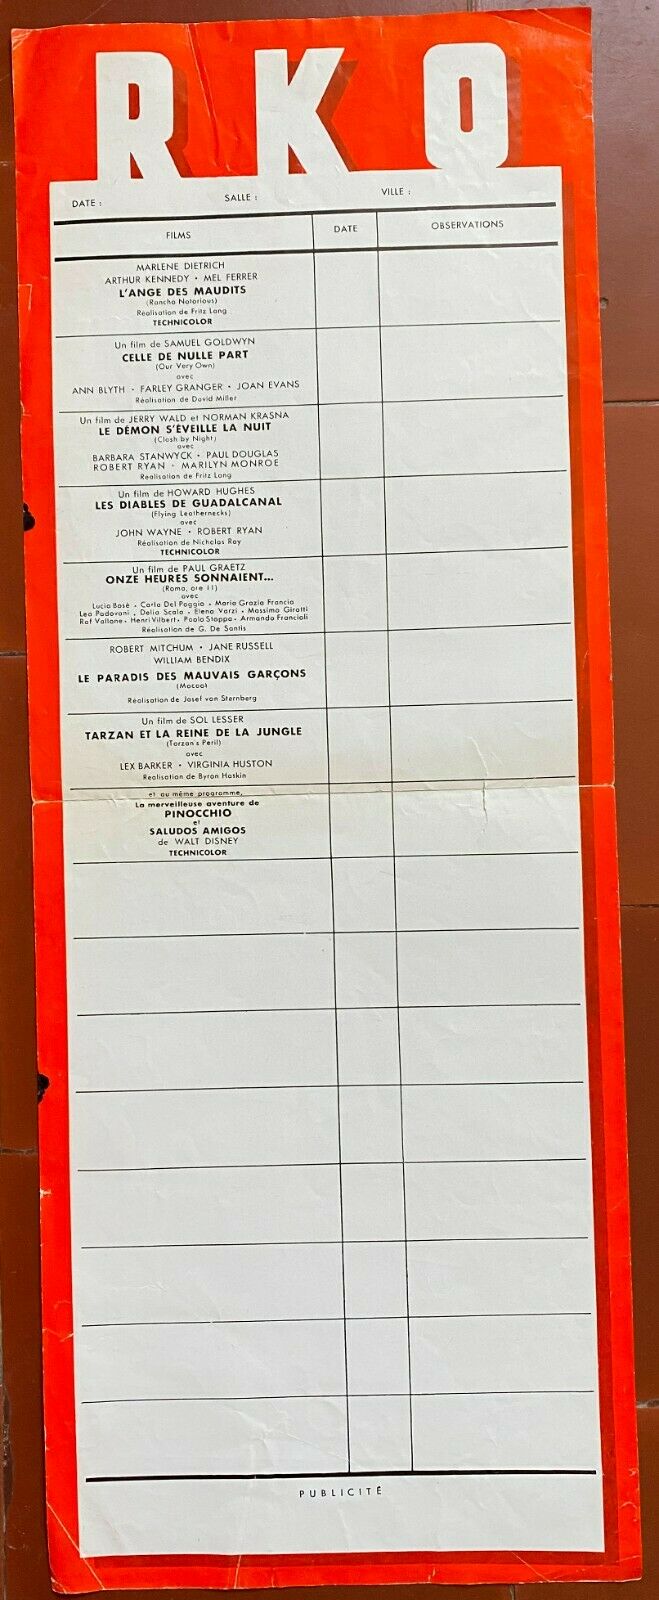 RKO
DATE : SALLE : VILLE :
FILMS DATE OBSERVATIONS
MARLENE DIETRICH
ARTHUR KENNEDY • MEL FERRER
L'ANGE DES MAUDITS
(Rancho Notorious)
Réalisation de Fritz Lang
TECHNICOLOR
Un film de SAMUEL GOLDWYN
CELLE DE NULLE PART
(Our Very Own)
avec
ANN BLYTH • FARLEY GRANGER • JOAN EVANS
Réalisation de David Miller
Un film de JERRY WALD et NORMAN KRASNA
LE DÉMON S'ÉVEILLE LA NUIT
(Clash by Night)
avec
BARBARA STANWYCK • PAUL DOUGLAS
ROBERT RYAN • MARILYN MONROE
Réalisation de Fritz Lang
Un film de HOWARD HUGHES
LES DIABLES DE GUADALCANAL
(Flying Leathernecks)
avec
JOHN WAYNE • ROBERT RYAN
Réalisation de Nicholas Ray
TECHNICOLOR
Un film de PAUL GRAETZ
ONZE HEURES SONNAIENT...
(Roma, ore 11)
avec
Lucia Bosè • Carla Del Poggio • Maria Grazia Francia
Lea Padovani • Delia Scala • Elena Varzi • Massimo Girotti
Raf Vallone • Henri Vilbert • Paolo Stoppa • Armando Francioli
Réalisation de G. De Santis
ROBERT MITCHUM • JANE RUSSELL
WILLIAM BENDIX
LE PARADIS DES MAUVAIS GARÇONS
(Macao)
Réalisation de Josef von Sternberg
Un film de SOL LESSER
TARZAN ET LA REINE DE LA JUNGLE
(Tarzan's Peril)
avec
LEX BARKER • VIRGINIA HUSTON
Réalisation de Byron Haskin
et au même programme,
La merveilleuse aventure de
PINOCCHIO
et
SALUDOS AMIGOS
de WALT DISNEY
TECHNICOLOR
PUBLICITÉ